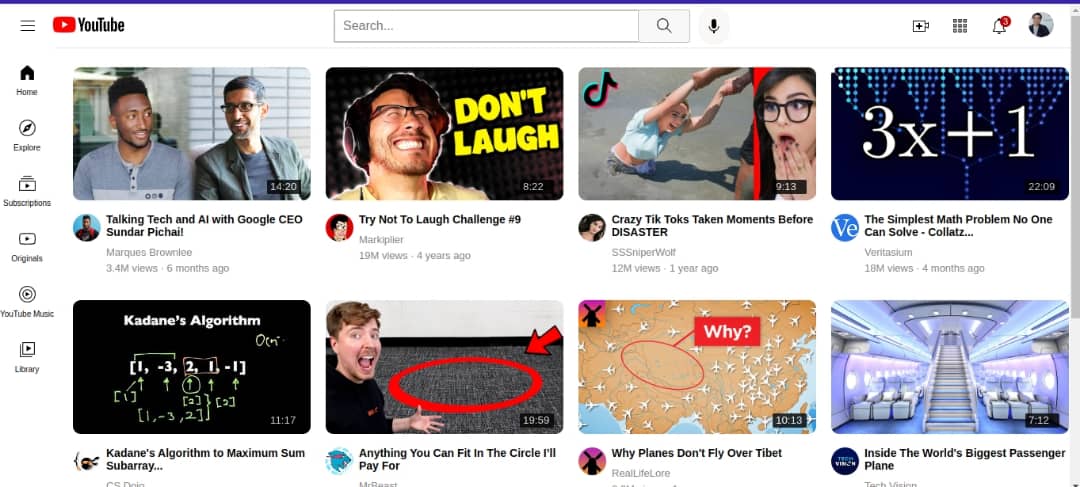 YouTube
Search...
3
Home
Explore
Subscriptions
Originals
YouTube Music
Library
14:20
Talking Tech and AI with Google CEO
Sundar Pichai!
Marques Brownlee
3.4M views · 6 months ago
DON'T
LAUGH
8:22
Try Not To Laugh Challenge #9
Markiplier
19M views · 4 years ago
9:13
Crazy Tik Toks Taken Moments Before
DISASTER
SSSniperWolf
12M views · 1 year ago
3x+1
22:09
Ve
The Simplest Math Problem No One
Can Solve - Collatz...
Veritasium
18M views · 4 months ago
Kadane's Algorithm
[1, -3, 2, 1, -1]
[1]
[2]
[2]
[1,-3,2]
11:17
Kadane's Algorithm to Maximum Sum
Subarray...
CS Dojo
19:59
Anything You Can Fit In The Circle I'll
Pay For
MrBeast
Why?
10:13
Why Planes Don't Fly Over Tibet
RealLifeLore
7:12
TECH
VISION
Inside The World's Biggest Passenger
Plane
Tech Vision